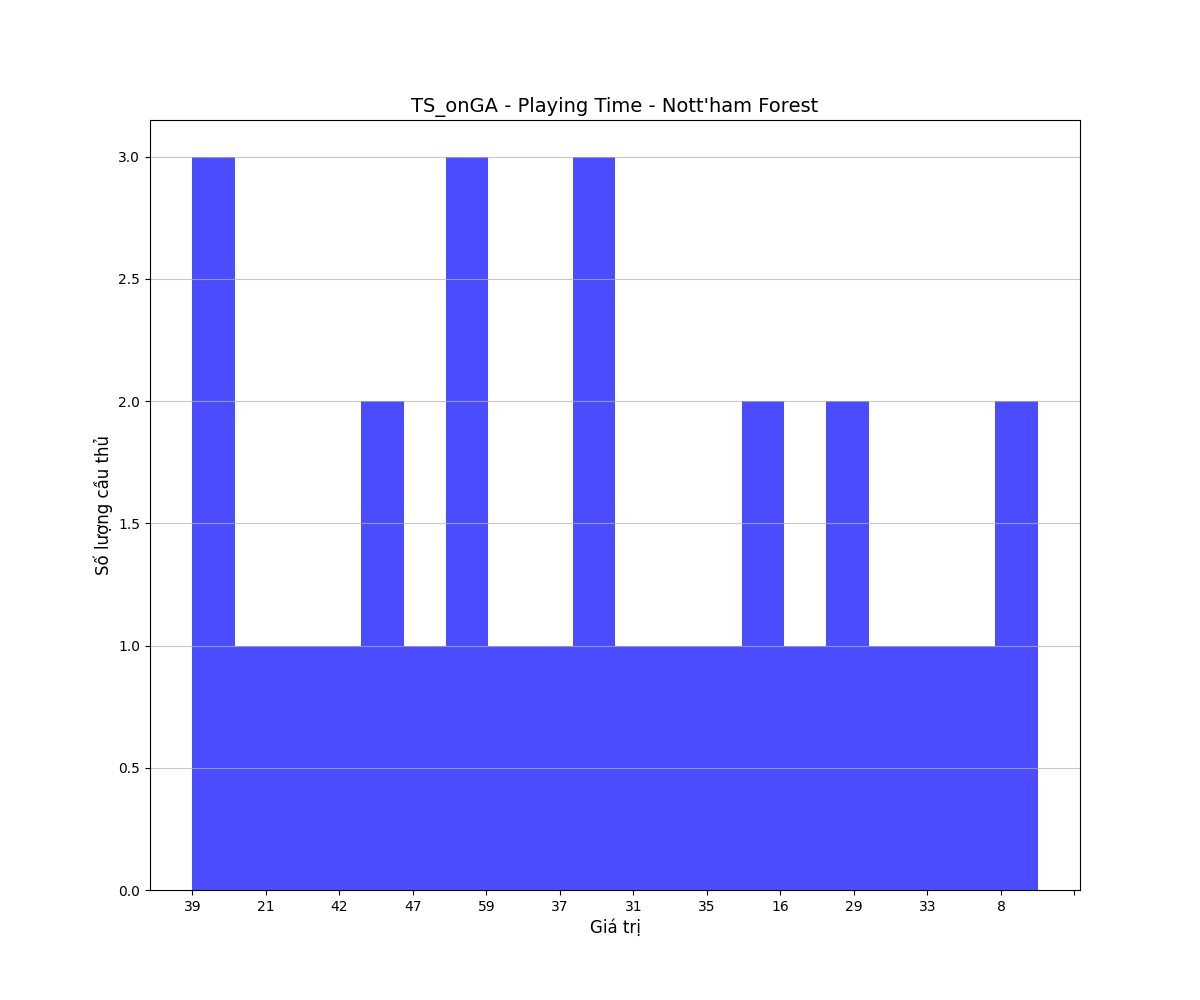 TS_onGA - Playing Time - Nott'ham Forest
3.0
2.5
2.0
1.5
1.0
0.5
0.0
Số lượng cầu thủ
39 21 42 47 59 37 31 35 16 29 33 8
Giá trị